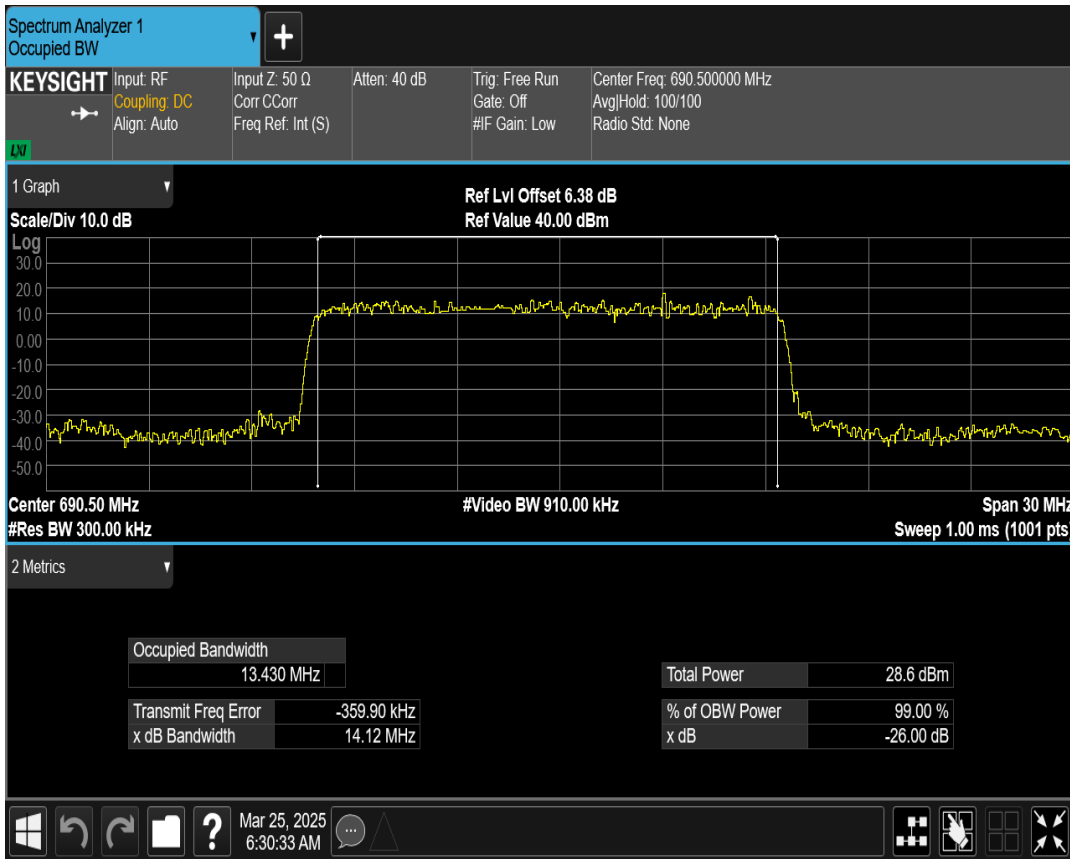 Spectrum Analyzer 1
Occupied BW
+
KEYSIGHT
LXI
Input: RF
Coupling: DC
Align: Auto
Input Z: 50 Ω
Corr CCorr
Freq Ref: Int (S)
Atten: 40 dB
Trig: Free Run
Gate: Off
#IF Gain: Low
Center Freq: 690.500000 MHz
Avg|Hold: 100/100
Radio Std: None
1 Graph
Scale/Div 10.0 dB
Ref Lvl Offset 6.38 dB
Ref Value 40.00 dBm
Log
30.0
20.0
10.0
0.00
-10.0
-20.0
-30.0
-40.0
-50.0
Center 690.50 MHz
#Video BW 910.00 kHz
Span 30 MHz
#Res BW 300.00 kHz
Sweep 1.00 ms (1001 pts)
2 Metrics
Occupied Bandwidth
13.430 MHz
Total Power 28.6 dBm
Transmit Freq Error -359.90 kHz
% of OBW Power 99.00 %
x dB Bandwidth 14.12 MHz
x dB -26.00 dB
?
Mar 25, 2025
6:30:33 AM